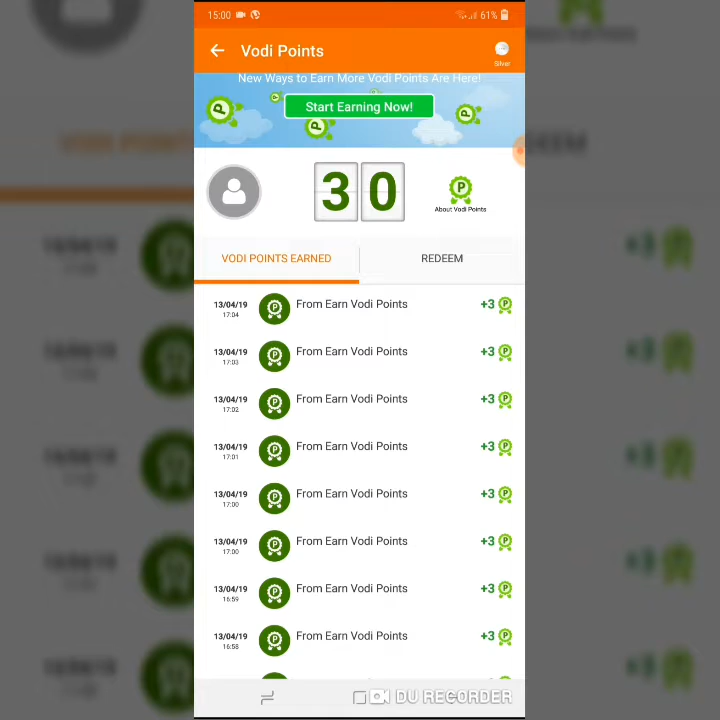 15:00
61%
Vodi Points
Silver
New Ways to Earn More Vodi Points Are Here!
Start Earning Now!
3 0
P
About Vodi Points
VODI POINTS EARNED
REDEEM
13/04/19
17:04
From Earn Vodi Points
+3
13/04/19
17:03
From Earn Vodi Points
+3
13/04/19
17:02
From Earn Vodi Points
+3
13/04/19
17:01
From Earn Vodi Points
+3
13/04/19
17:00
From Earn Vodi Points
+3
13/04/19
17:00
From Earn Vodi Points
+3
13/04/19
16:59
From Earn Vodi Points
+3
13/04/19
16:58
From Earn Vodi Points
+3
DU RECORDER